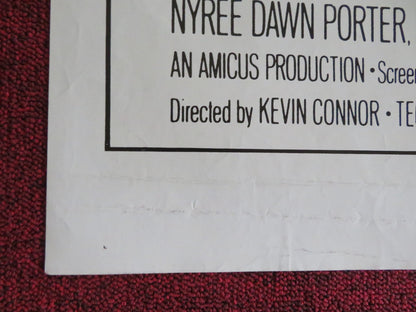 NYREE DAWN PORTER,
AN AMICUS PRODUCTION • Screen
Directed by KEVIN CONNOR • TE